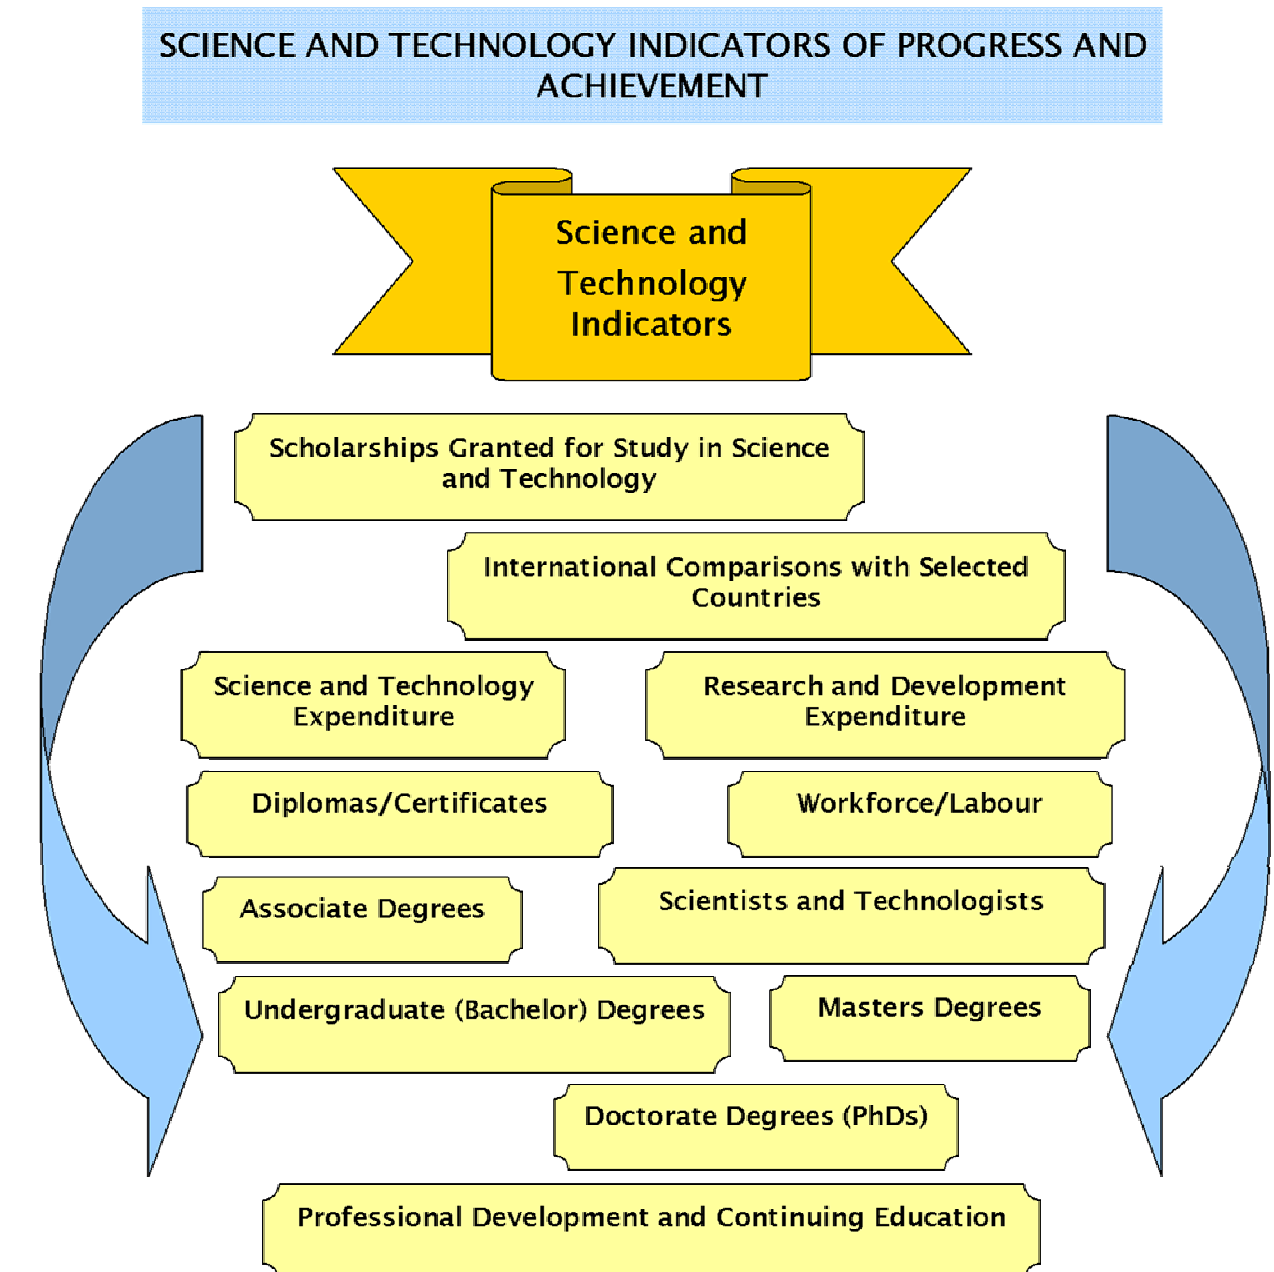 SCIENCE AND TECHNOLOGY INDICATORS OF PROGRESS AND
ACHIEVEMENT
Science and
Technology
Indicators
Scholarships Granted for Study in Science
and Technology
International Comparisons with Selected
Countries
Science and Technology
Expenditure
Research and Development
Expenditure
Diplomas/Certificates
Workforce/Labour
Associate Degrees
Scientists and Technologists
Undergraduate (Bachelor) Degrees
Masters Degrees
Doctorate Degrees (PhDs)
Professional Development and Continuing Education